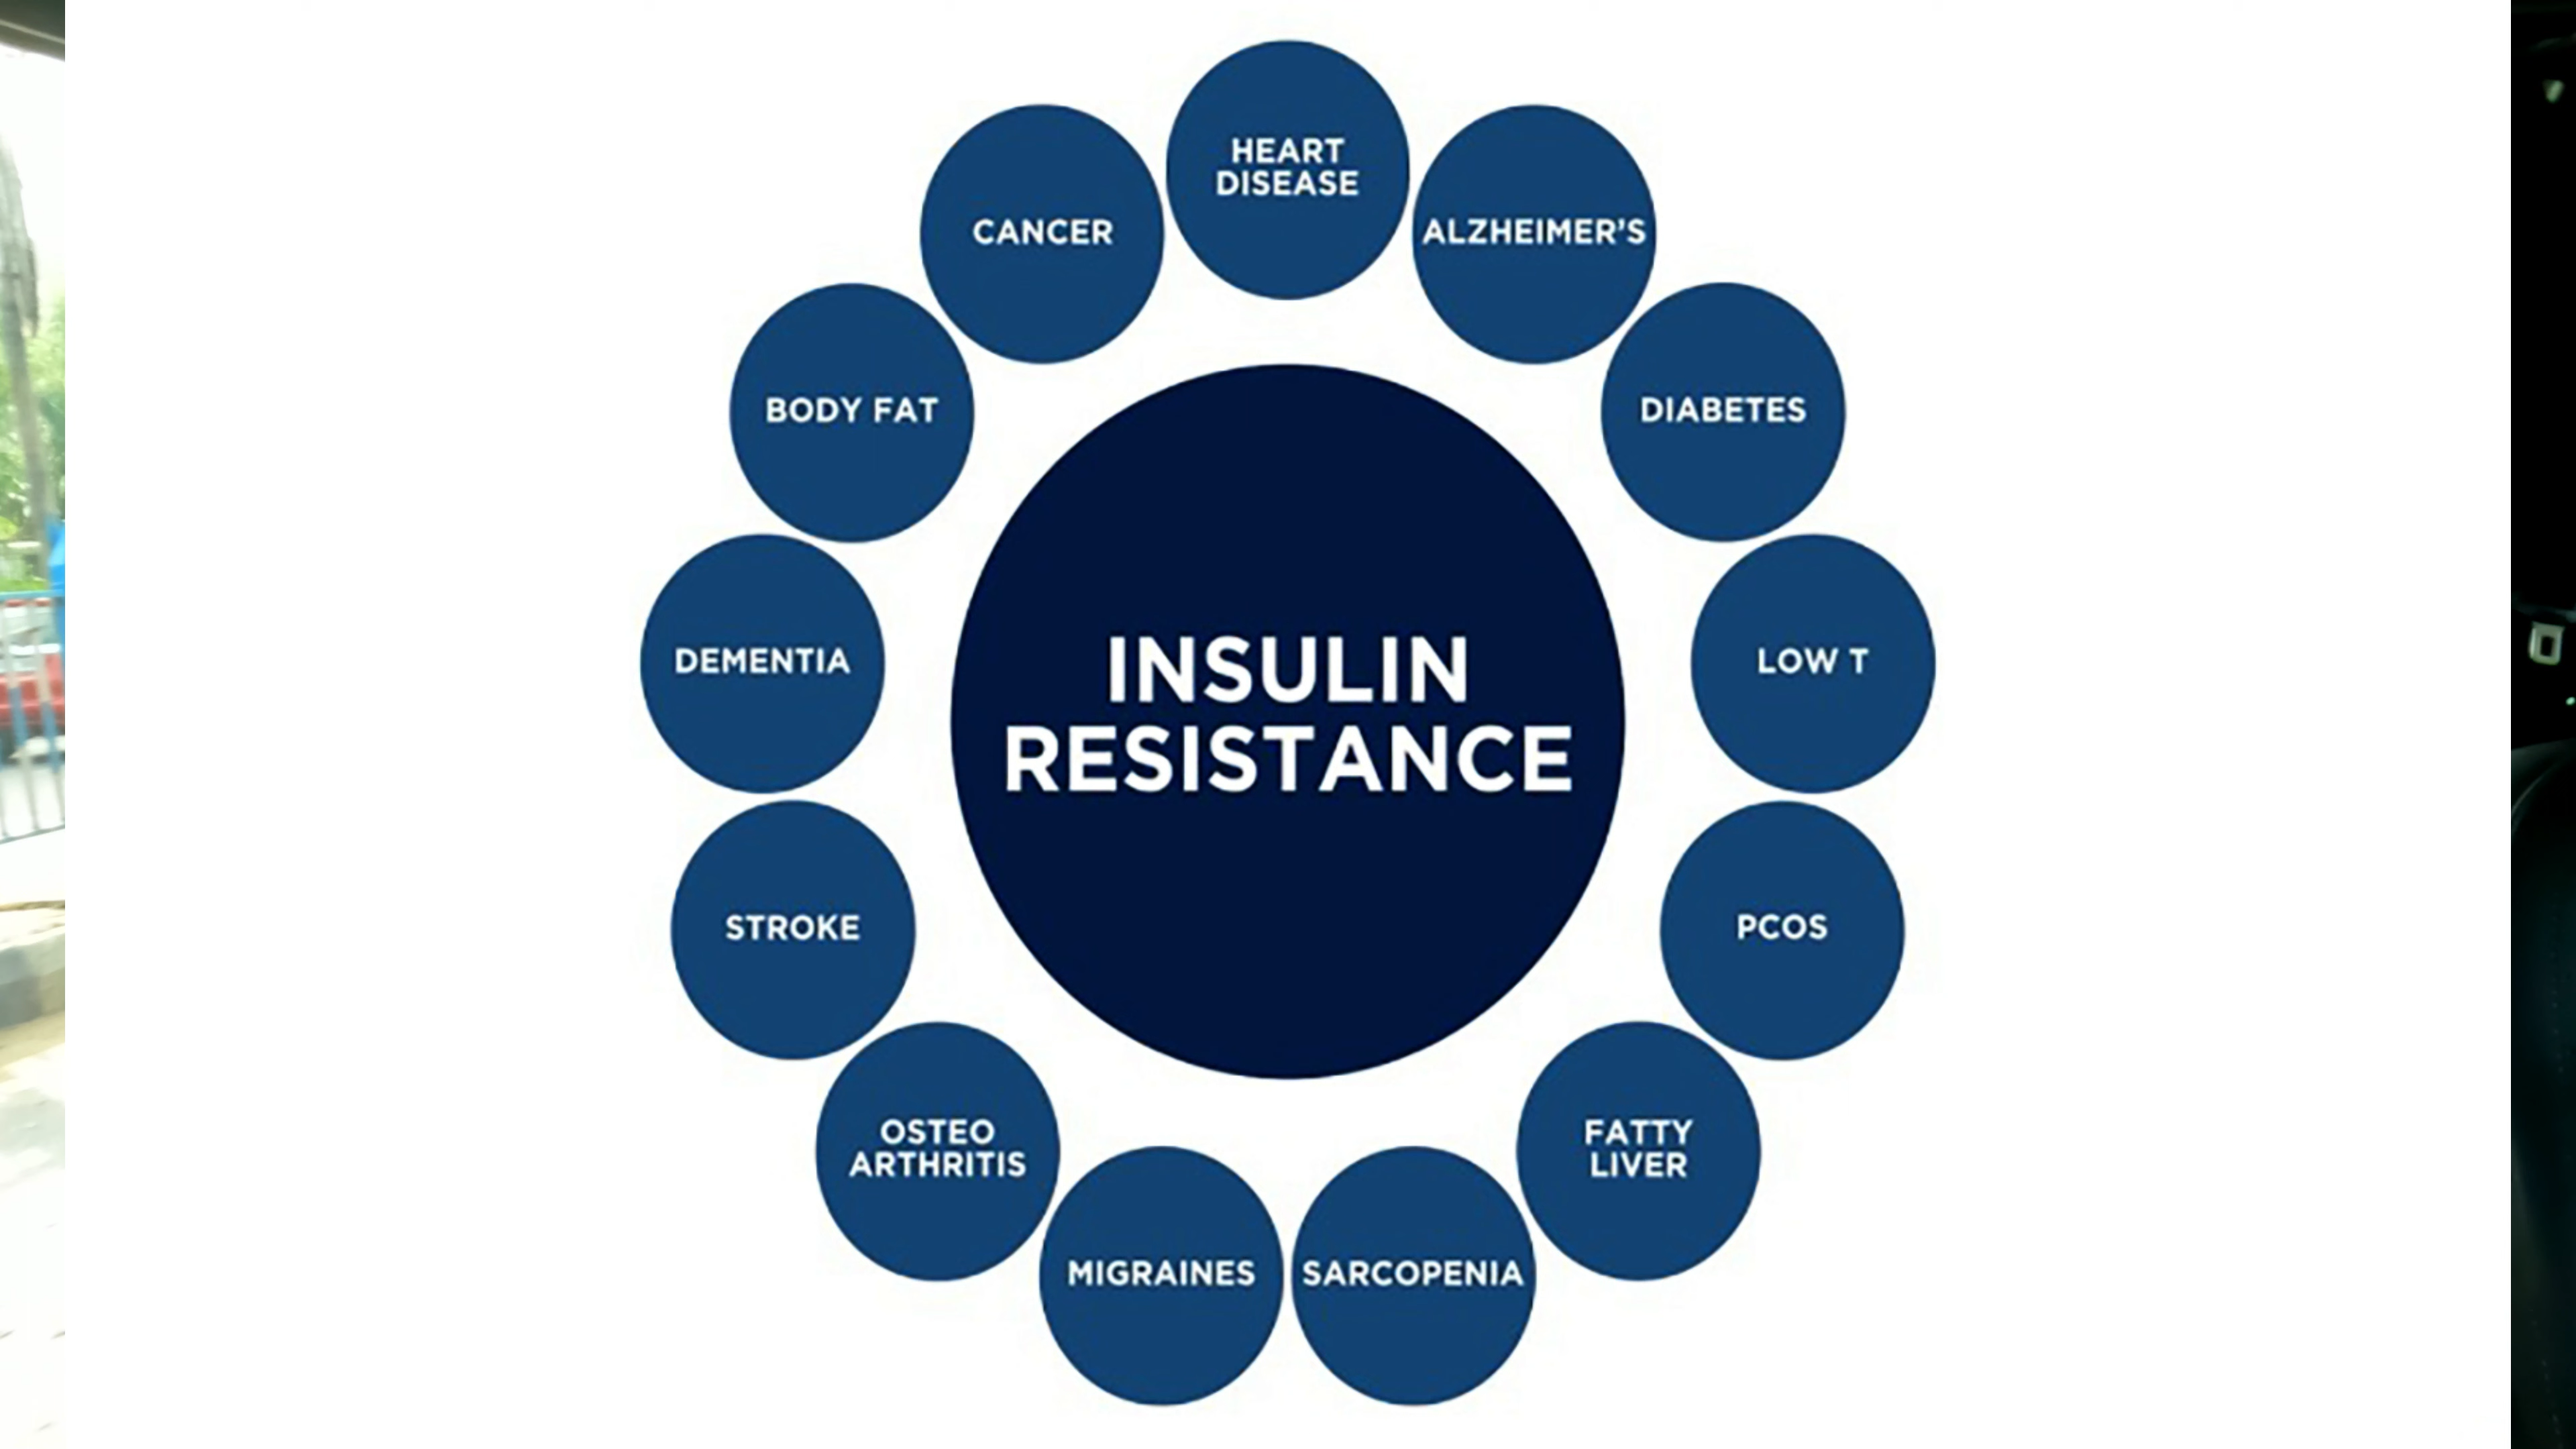 HEART
DISEASE
ALZHEIMER'S
DIABETES
LOW T
PCOS
FATTY
LIVER
SARCOPENIA
MIGRAINES
OSTEO
ARTHRITIS
STROKE
DEMENTIA
BODY FAT
CANCER
INSULIN
RESISTANCE